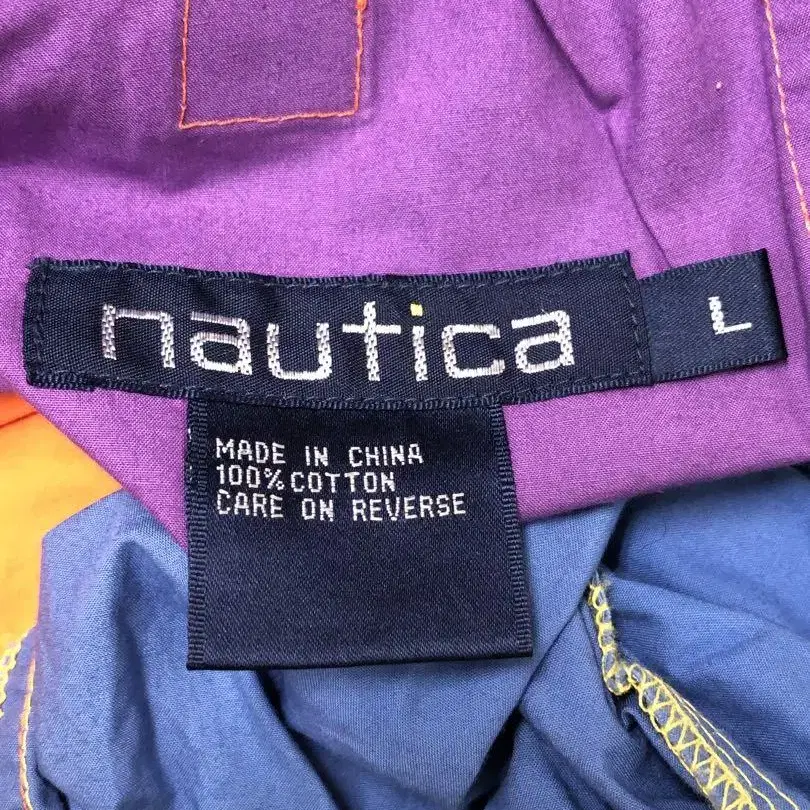 nautica L
MADE IN CHINA
100% COTTON
CARE ON REVERSE